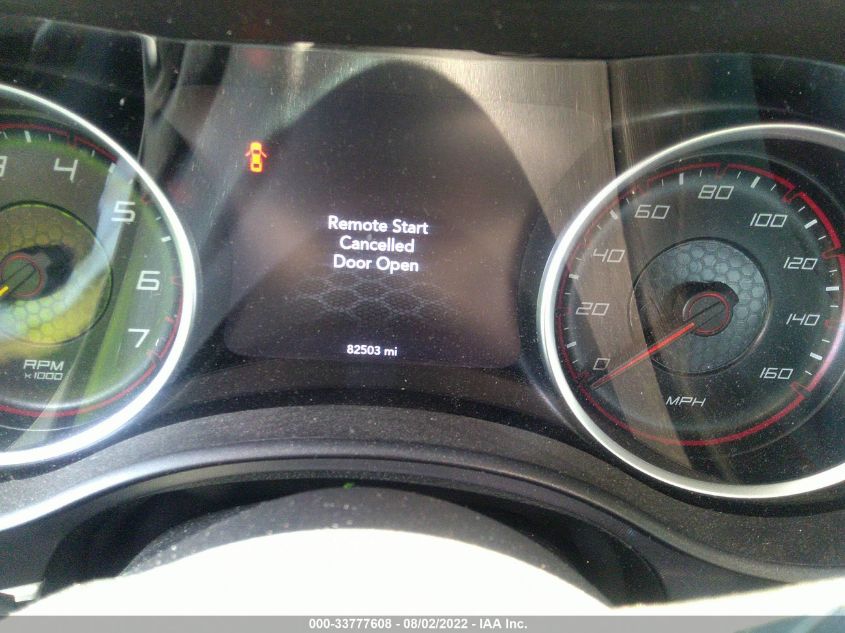 3 4 5 6 7
RPM
x1000
Remote Start
Cancelled
Door Open
82503 mi
0 20 40 60 80 100 120 140 160
MPH
000-33777608 - 08/02/2022 - IAA Inc.